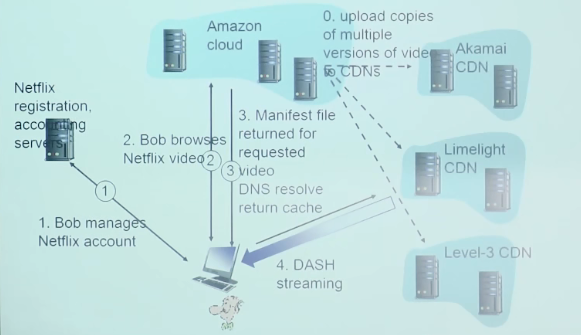 Amazon
cloud
0. upload copies
of multiple
versions of video
to CDNs
Akamai
CDN
Netflix
registration,
accounting
servers
2. Bob browses
Netflix video
2
3. Manifest file
returned for
requested
video
DNS resolve
return cache
3
Limelight
CDN
1
1. Bob manages
Netflix account
4. DASH
streaming
Level-3 CDN